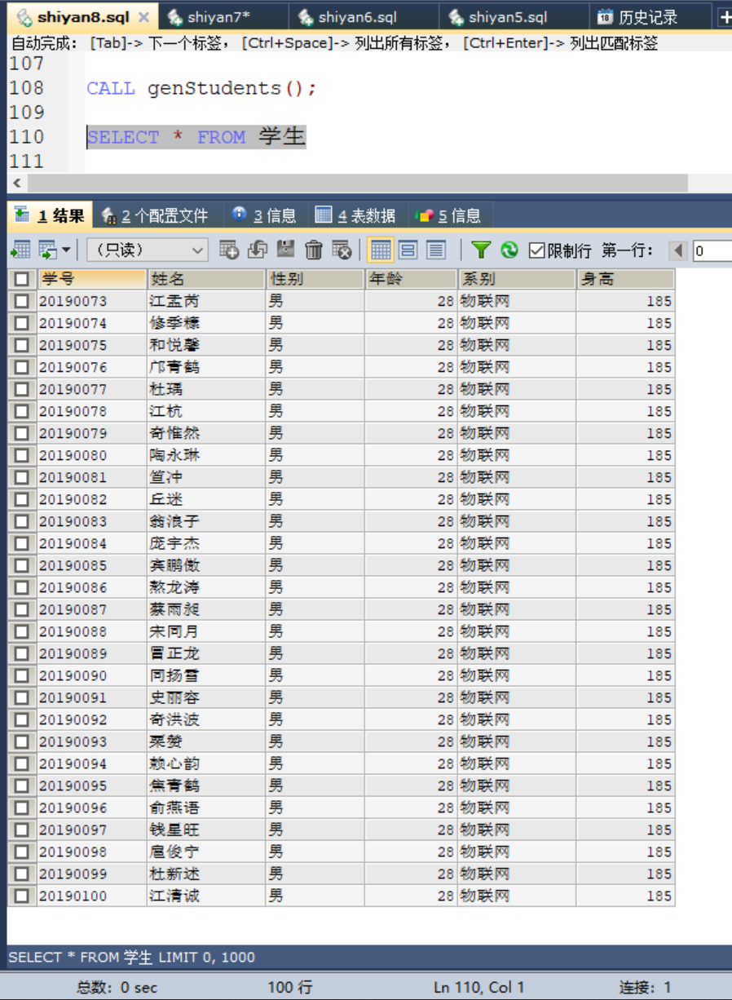 shiyan8.sql shiyan7* shiyan6.sql shiyan5.sql 18 历史记录
自动完成： [Tab]-> 下一个标签， [Ctrl+Space]-> 列出所有标签， [Ctrl+Enter]-> 列出匹配标签
107
108 CALL genStudents();
109
110 SELECT * FROM 学生
111
1 结果 2 个配置文件 3 信息 4 表数据 5 信息
（只读） 限制行 第一行： 0
学号 姓名 性别 年龄 系别 身高
20190073 江孟芮 男 28 物联网 185
20190074 修季檺 男 28 物联网 185
20190075 和悦馨 男 28 物联网 185
20190076 邝青鹤 男 28 物联网 185
20190077 杜瑀 男 28 物联网 185
20190078 江杭 男 28 物联网 185
20190079 奇惟然 男 28 物联网 185
20190080 陶永琳 男 28 物联网 185
20190081 笪冲 男 28 物联网 185
20190082 丘迷 男 28 物联网 185
20190083 翁浪子 男 28 物联网 185
20190084 庞宇杰 男 28 物联网 185
20190085 宾鹏傲 男 28 物联网 185
20190086 敖龙涛 男 28 物联网 185
20190087 蔡雨昶 男 28 物联网 185
20190088 宋同月 男 28 物联网 185
20190089 冒正龙 男 28 物联网 185
20190090 同扬雪 男 28 物联网 185
20190091 史丽容 男 28 物联网 185
20190092 奇洪波 男 28 物联网 185
20190093 栗赞 男 28 物联网 185
20190094 赖心韵 男 28 物联网 185
20190095 焦青鹤 男 28 物联网 185
20190096 俞燕语 男 28 物联网 185
20190097 钱星旺 男 28 物联网 185
20190098 扈俊宁 男 28 物联网 185
20190099 杜新述 男 28 物联网 185
20190100 江清诚 男 28 物联网 185
SELECT * FROM 学生 LIMIT 0, 1000
总数: 0 sec 100 行 Ln 110, Col 1 连接: 1